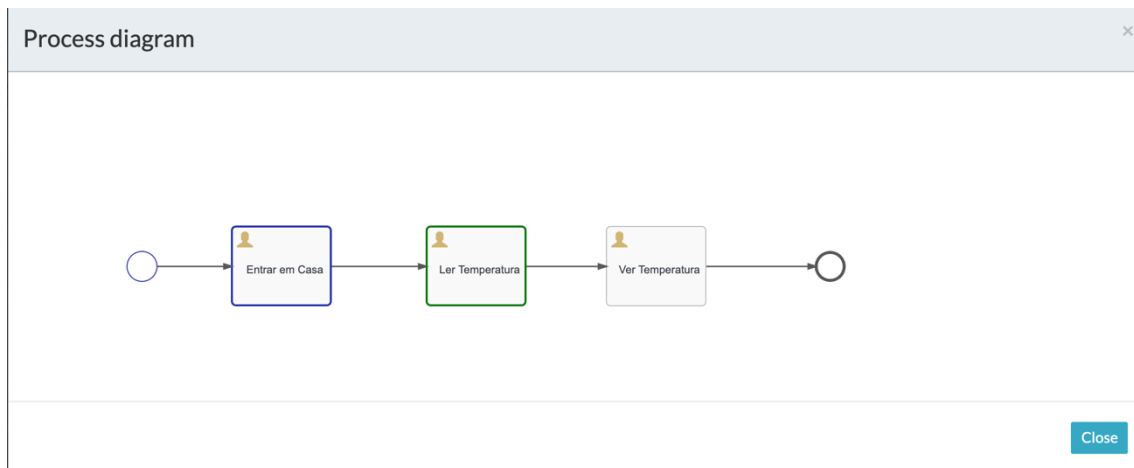 Process diagram
×
Entrar em Casa
Ler Temperatura
Ver Temperatura
Close